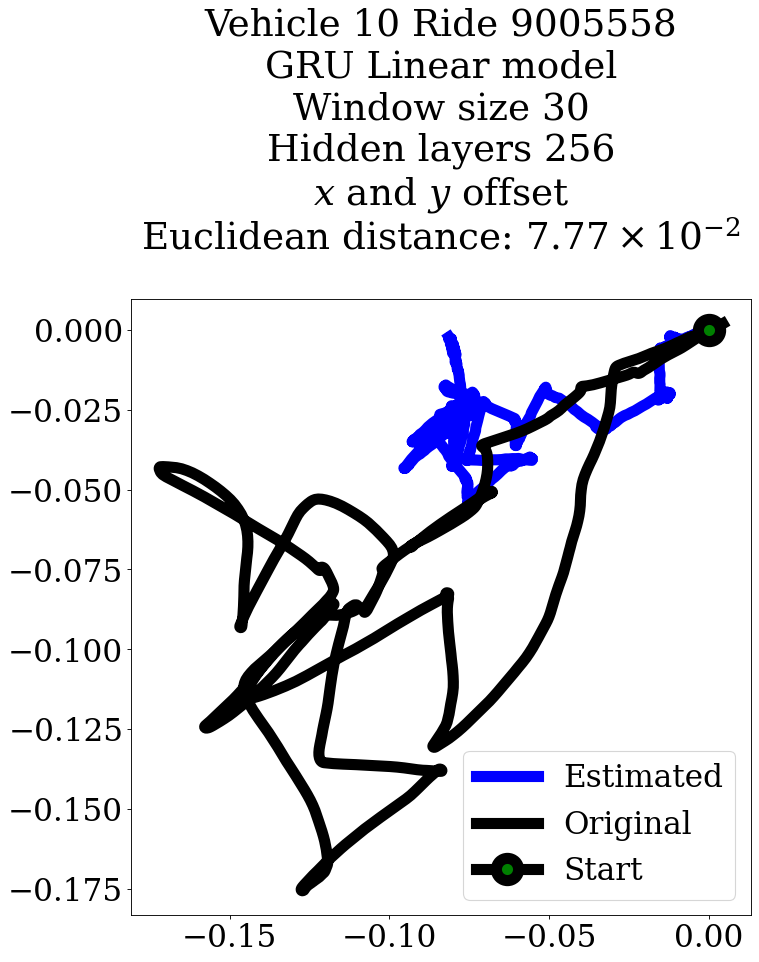 Vehicle 10 Ride 9005558
GRU Linear model
Window size 30
Hidden layers 256
x and y offset
Euclidean distance: 7.77 × 10⁻²
0.000
−0.025
−0.050
−0.075
−0.100
−0.125
−0.150
−0.175
Estimated
Original
Start
−0.15
−0.10
−0.05
0.00